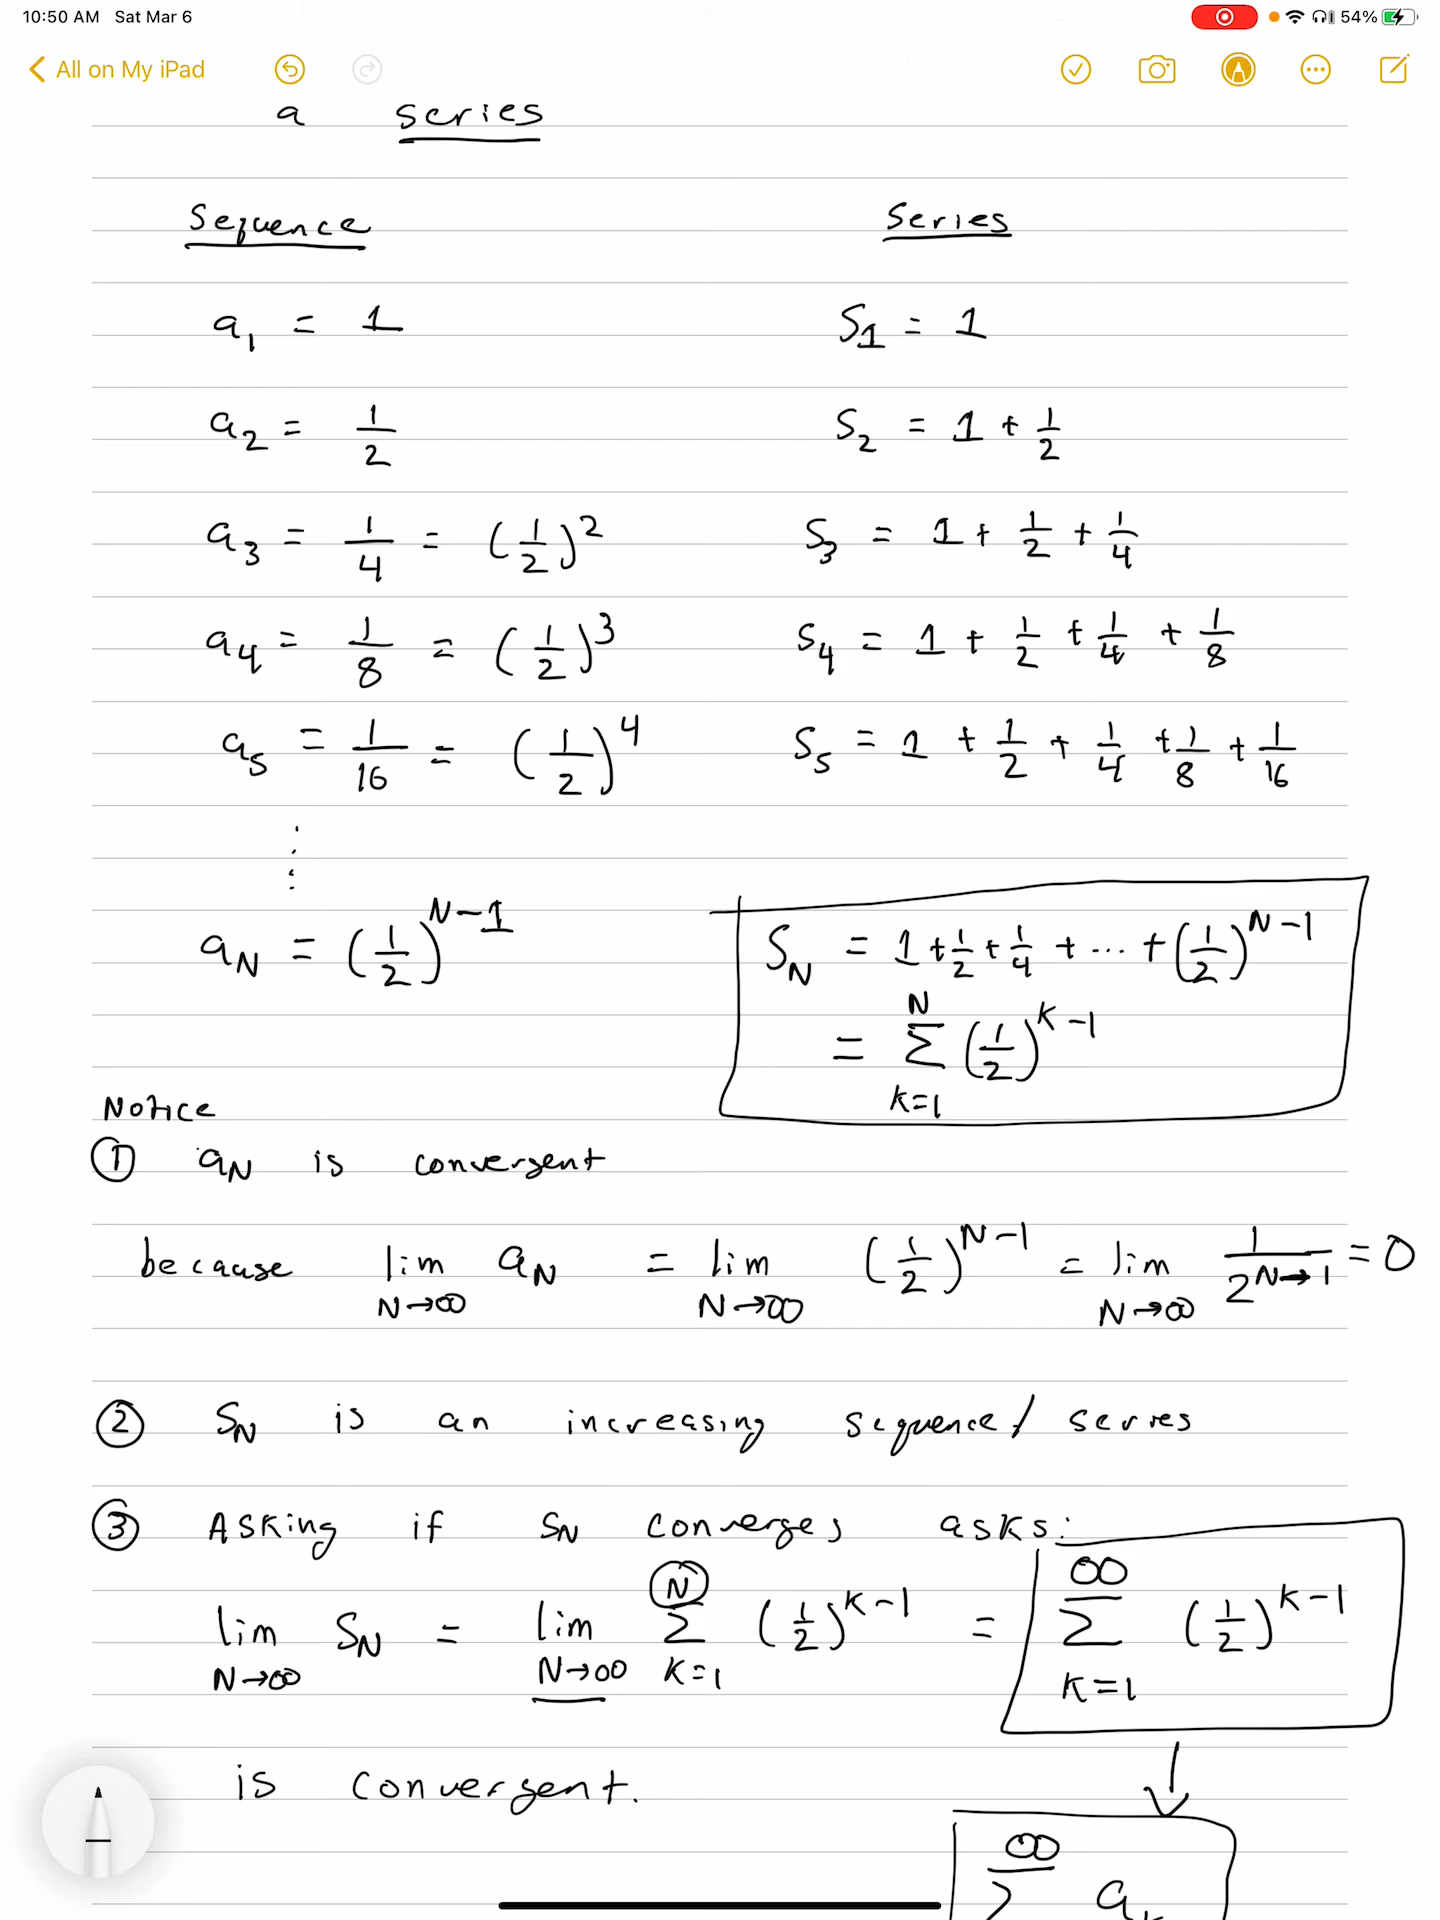 10:50 AM Sat Mar 6 54%
All on My iPad
a series
Sequence Series
a₁ = 1 S₁ = 1
a₂ = 1/2 S₂ = 1 + 1/2
a₃ = 1/4 = (1/2)² S₃ = 1 + 1/2 + 1/4
a₄ = 1/8 = (1/2)³ S₄ = 1 + 1/2 + 1/4 + 1/8
a₅ = 1/16 = (1/2)⁴ S₅ = 1 + 1/2 + 1/4 + 1/8 + 1/16
⋮
a_N = (1/2)^(N-1) S_N = 1 + 1/2 + 1/4 + ... + (1/2)^(N-1)
= Σ_{k=1}^{N} (1/2)^(k-1)
Notice
① a_N is convergent
because lim_{N→∞} a_N = lim_{N→∞} (1/2)^(N-1) = lim_{N→∞} 1/2^(N-1) = 0
② S_N is an increasing sequence/series
③ Asking if S_N converges asks:
lim_{N→∞} S_N = lim_{N→∞} Σ_{k=1}^{N} (1/2)^(k-1) = Σ_{k=1}^{∞} (1/2)^(k-1)
is convergent.
Σ^{∞} a_k